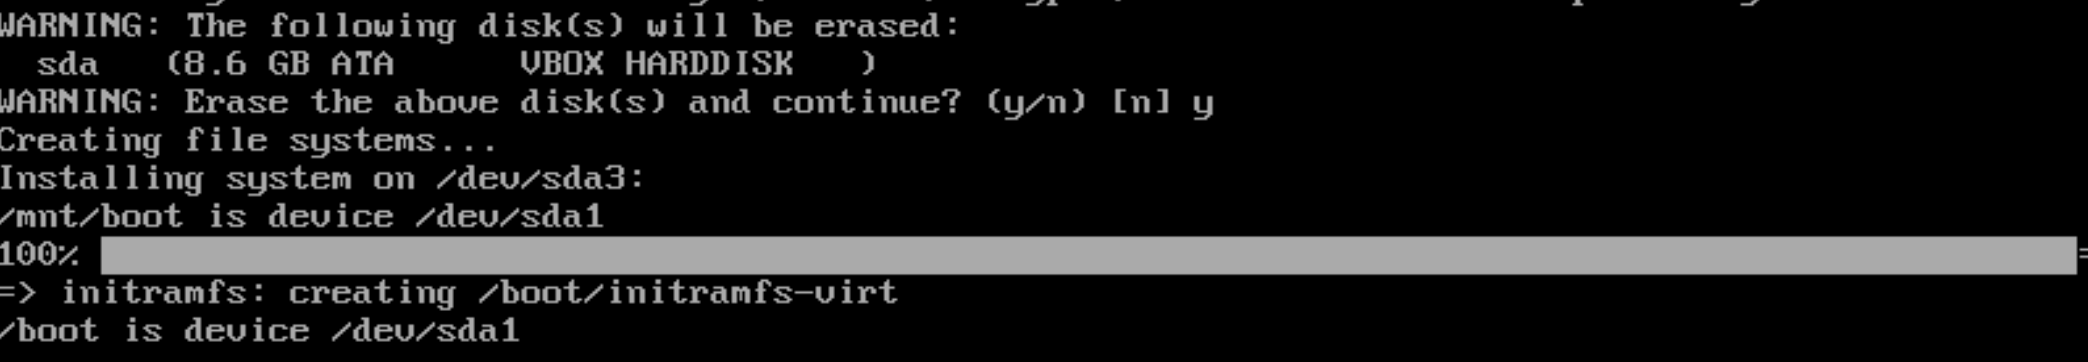 WARNING: The following disk(s) will be erased:
  sda   (8.6 GB ATA      VBOX HARDDISK   )
WARNING: Erase the above disk(s) and continue? (y/n) [n] y
Creating file systems...
Installing system on /dev/sda3:
/mnt/boot is device /dev/sda1
100% =
=> initramfs: creating /boot/initramfs-virt
/boot is device /dev/sda1